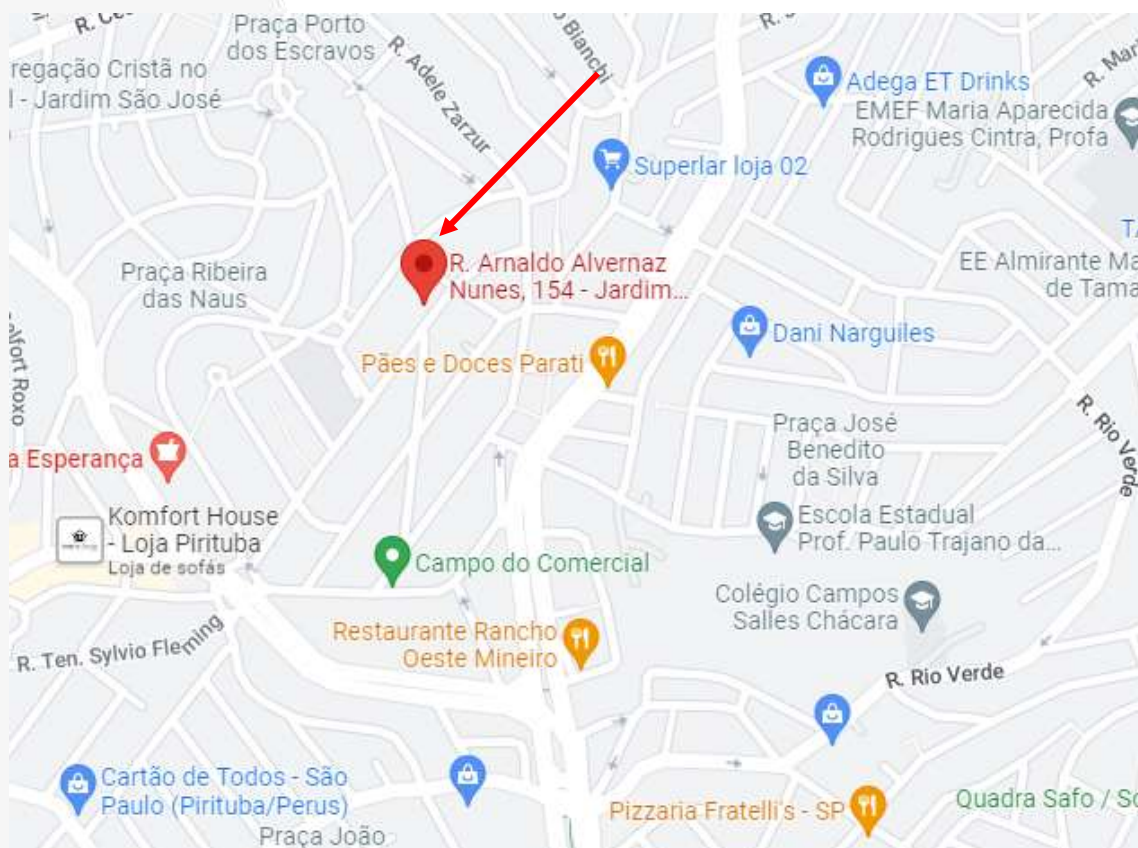 R. Ce
Praça Porto
dos Escravos
R. Adele Zarzur
o Bianchi
regação Cristã no
l - Jardim São José
Adega ET Drinks
EMEF Maria Aparecida
Rodrigues Cintra, Profa
R. Mar
Superlar loja 02
R. Arnaldo Alvernaz
Nunes, 154 - Jardim...
Praça Ribeira
das Naus
TA
EE Almirante Ma
de Tama
Dani Narguiles
Pães e Doces Parati
elfort Roxo
Praça José
Benedito
da Silva
R. Rio Verde
a Esperança
Komfort House
- Loja Pirituba
Loja de sofás
Escola Estadual
Prof. Paulo Trajano da...
Campo do Comercial
Colégio Campos
Salles Chácara
Restaurante Rancho
Oeste Mineiro
R. Ten. Sylvio Fleming
R. Rio Verde
Cartão de Todos - São
Paulo (Pirituba/Perus)
Pizzaria Fratelli's - SP
Quadra Safo / So
Praça João